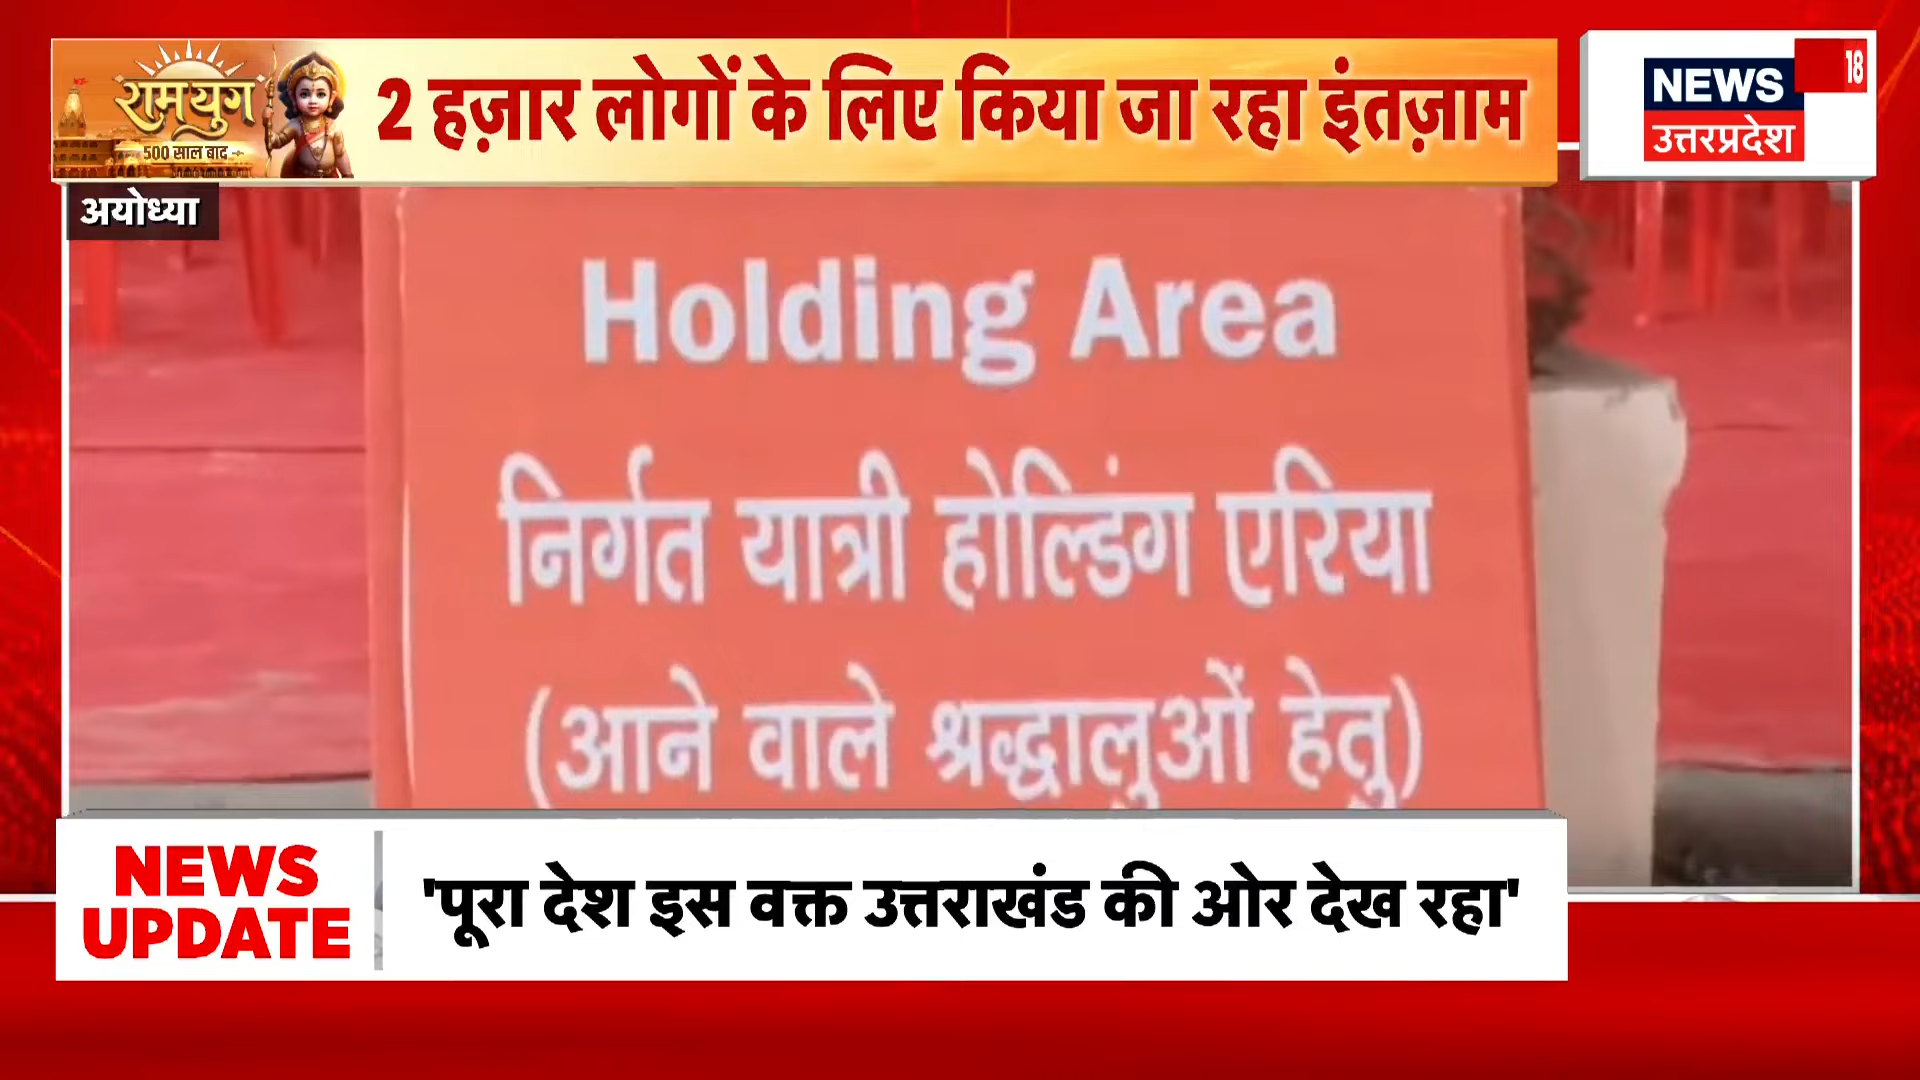 रामयुग
500 साल बाद
2 हज़ार लोगों के लिए किया जा रहा इंतज़ाम
NEWS 18
उत्तरप्रदेश
अयोध्या
Holding Area
निर्गत यात्री होल्डिंग एरिया
(आने वाले श्रद्धालुओं हेतु)
NEWS
UPDATE
'पूरा देश इस वक्त उत्तराखंड की ओर देख रहा'